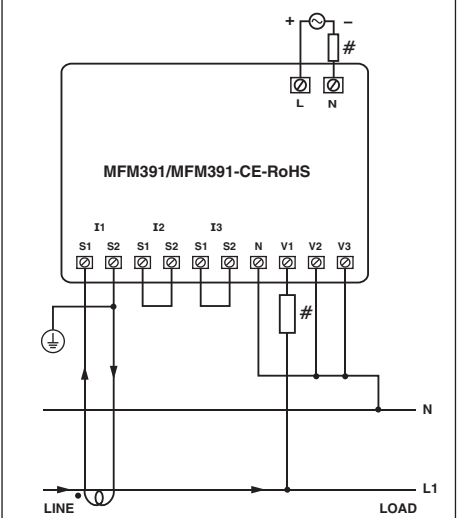 + −
#
L N
MFM391/MFM391-CE-RoHS
I1 I2 I3
S1 S2 S1 S2 S1 S2 N V1 V2 V3
#
N
L1
LINE LOAD